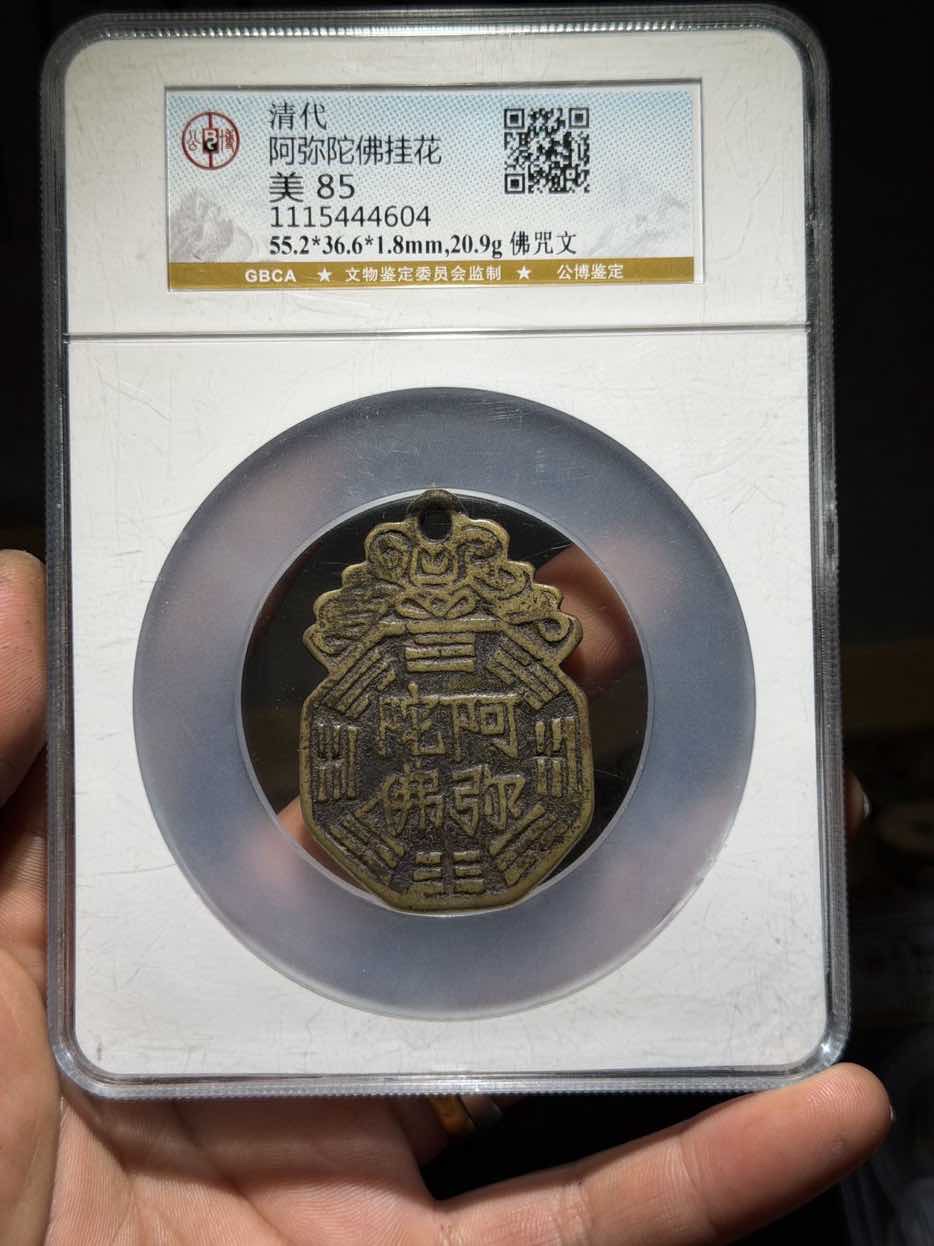 清代
阿弥陀佛挂花
美 85
1115444604
55.2*36.6*1.8mm,20.9g 佛咒文
GBCA ★ 文物鉴定委员会监制 ★ 公博鉴定
公博
阿弥
陀佛